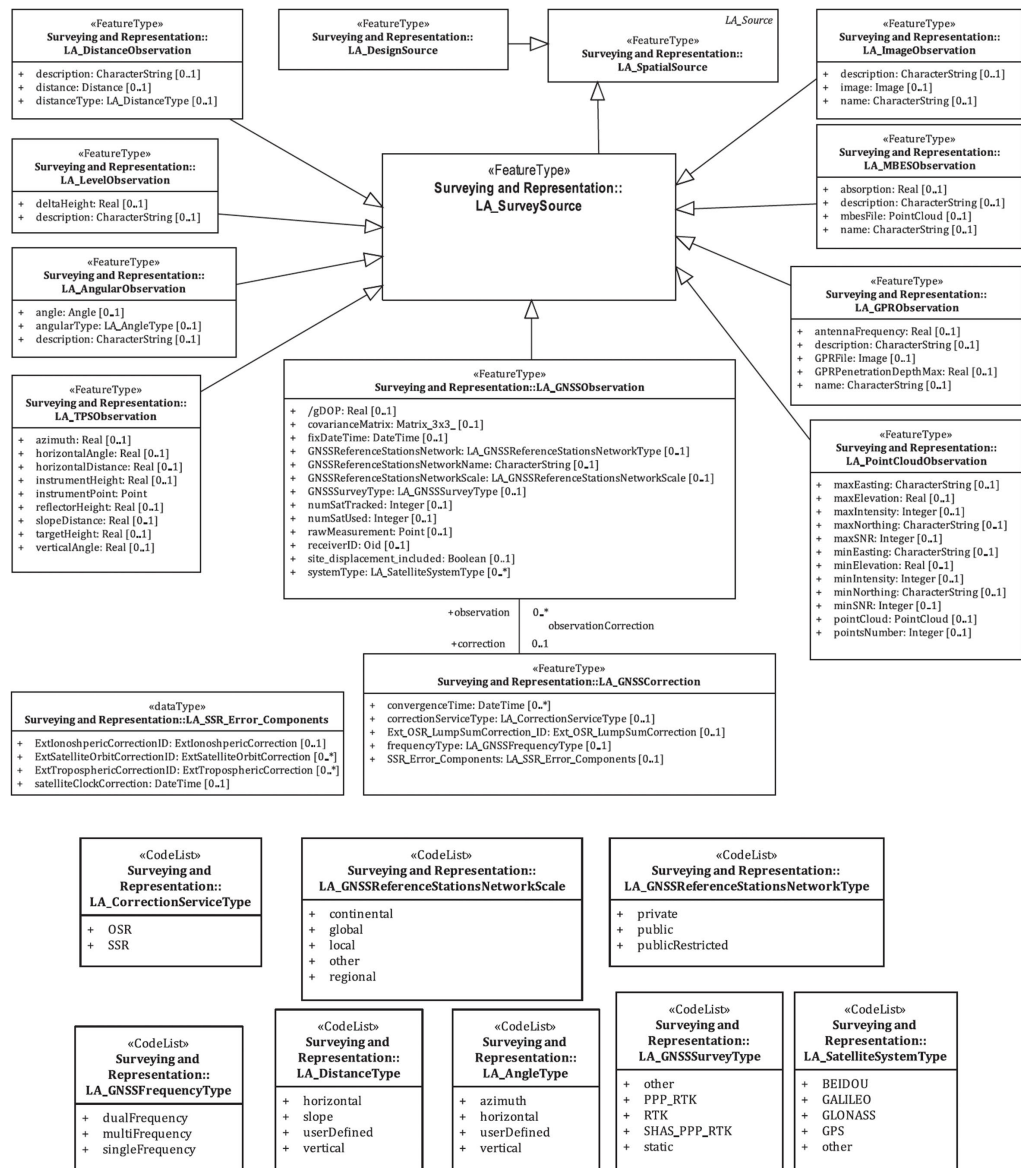 «FeatureType»
Surveying and Representation::
LA_DistanceObservation
+ description: CharacterString [0..1]
+ distance: Distance [0..1]
+ distanceType: LA_DistanceType [0..1]
«FeatureType»
Surveying and Representation::
LA_DesignSource
LA_Source
«FeatureType»
Surveying and Representation::
LA_SpatialSource
«FeatureType»
Surveying and Representation::
LA_ImageObservation
+ description: CharacterString [0..1]
+ image: Image [0..1]
+ name: CharacterString [0..1]
«FeatureType»
Surveying and Representation::
LA_LevelObservation
+ deltaHeight: Real [0..1]
+ description: CharacterString [0..1]
«FeatureType»
Surveying and Representation::
LA_SurveySource
«FeatureType»
Surveying and Representation::
LA_MBESObservation
+ absorption: Real [0..1]
+ description: CharacterString [0..1]
+ mbesFile: PointCloud [0..1]
+ name: CharacterString [0..1]
«FeatureType»
Surveying and Representation::
LA_AngularObservation
+ angle: Angle [0..1]
+ angularType: LA_AngleType [0..1]
+ description: CharacterString [0..1]
«FeatureType»
Surveying and Representation::
LA_GPRObservation
+ antennaFrequency: Real [0..1]
+ description: CharacterString [0..1]
+ GPRFile: Image [0..1]
+ GPRPenetrationDepthMax: Real [0..1]
+ name: CharacterString [0..1]
«FeatureType»
Surveying and Representation::
LA_TPSObservation
+ azimuth: Real [0..1]
+ horizontalAngle: Real [0..1]
+ horizontalDistance: Real [0..1]
+ instrumentHeight: Real [0..1]
+ instrumentPoint: Point
+ reflectorHeight: Real [0..1]
+ slopeDistance: Real [0..1]
+ targetHeight: Real [0..1]
+ verticalAngle: Real [0..1]
«FeatureType»
Surveying and Representation::LA_GNSSObservation
+ /gDOP: Real [0..1]
+ covarianceMatrix: Matrix_3x3_ [0..1]
+ fixDateTime: DateTime [0..1]
+ GNSSReferenceStationsNetwork: LA_GNSSReferenceStationsNetworkType [0..1]
+ GNSSReferenceStationsNetworkName: CharacterString [0..1]
+ GNSSReferenceStationsNetworkScale: LA_GNSSReferenceStationsNetworkScale [0..1]
+ GNSSSurveyType: LA_GNSSSurveyType [0..1]
+ numSatTracked: Integer [0..1]
+ numSatUsed: Integer [0..1]
+ rawMeasurement: Point [0..1]
+ receiverID: Oid [0..1]
+ site_displacement_included: Boolean [0..1]
+ systemType: LA_SatelliteSystemType [0..*]
«FeatureType»
Surveying and Representation::
LA_PointCloudObservation
+ maxEasting: CharacterString [0..1]
+ maxElevation: Real [0..1]
+ maxIntensity: Integer [0..1]
+ maxNorthing: CharacterString [0..1]
+ maxSNR: Integer [0..1]
+ minEasting: CharacterString [0..1]
+ minElevation: Real [0..1]
+ minIntensity: Integer [0..1]
+ minNorthing: CharacterString [0..1]
+ minSNR: Integer [0..1]
+ pointCloud: PointCloud [0..1]
+ pointsNumber: Integer [0..1]
+observation 0..*
observationCorrection
+correction 0..1
«FeatureType»
Surveying and Representation::LA_GNSSCorrection
+ convergenceTime: DateTime [0..*]
+ correctionServiceType: LA_CorrectionServiceType [0..1]
+ Ext_OSR_LumpSumCorrection_ID: Ext_OSR_LumpSumCorrection [0..1]
+ frequencyType: LA_GNSSFrequencyType [0..1]
+ SSR_Error_Components: LA_SSR_Error_Components [0..1]
«dataType»
Surveying and Representation::LA_SSR_Error_Components
+ ExtIonoshpericCorrectionID: ExtIonoshpericCorrection [0..1]
+ ExtSatelliteOrbitCorrectionID: ExtSatelliteOrbitCorrection [0..*]
+ ExtTroposphericCorrectionID: ExtTroposphericCorrection [0..*]
+ satelliteClockCorrection: DateTime [0..1]
«CodeList»
Surveying and
Representation::
LA_CorrectionServiceType
+ OSR
+ SSR
«CodeList»
Surveying and Representation::
LA_GNSSReferenceStationsNetworkScale
+ continental
+ global
+ local
+ other
+ regional
«CodeList»
Surveying and Representation::
LA_GNSSReferenceStationsNetworkType
+ private
+ public
+ publicRestricted
«CodeList»
Surveying and
Representation::
LA_GNSSFrequencyType
+ dualFrequency
+ multiFrequency
+ singleFrequency
«CodeList»
Surveying and
Representation::
LA_DistanceType
+ horizontal
+ slope
+ userDefined
+ vertical
«CodeList»
Surveying and
Representation::
LA_AngleType
+ azimuth
+ horizontal
+ userDefined
+ vertical
«CodeList»
Surveying and
Representation::
LA_GNSSSurveyType
+ other
+ PPP_RTK
+ RTK
+ SHAS_PPP_RTK
+ static
«CodeList»
Surveying and
Representation::
LA_SatelliteSystemType
+ BEIDOU
+ GALILEO
+ GLONASS
+ GPS
+ other